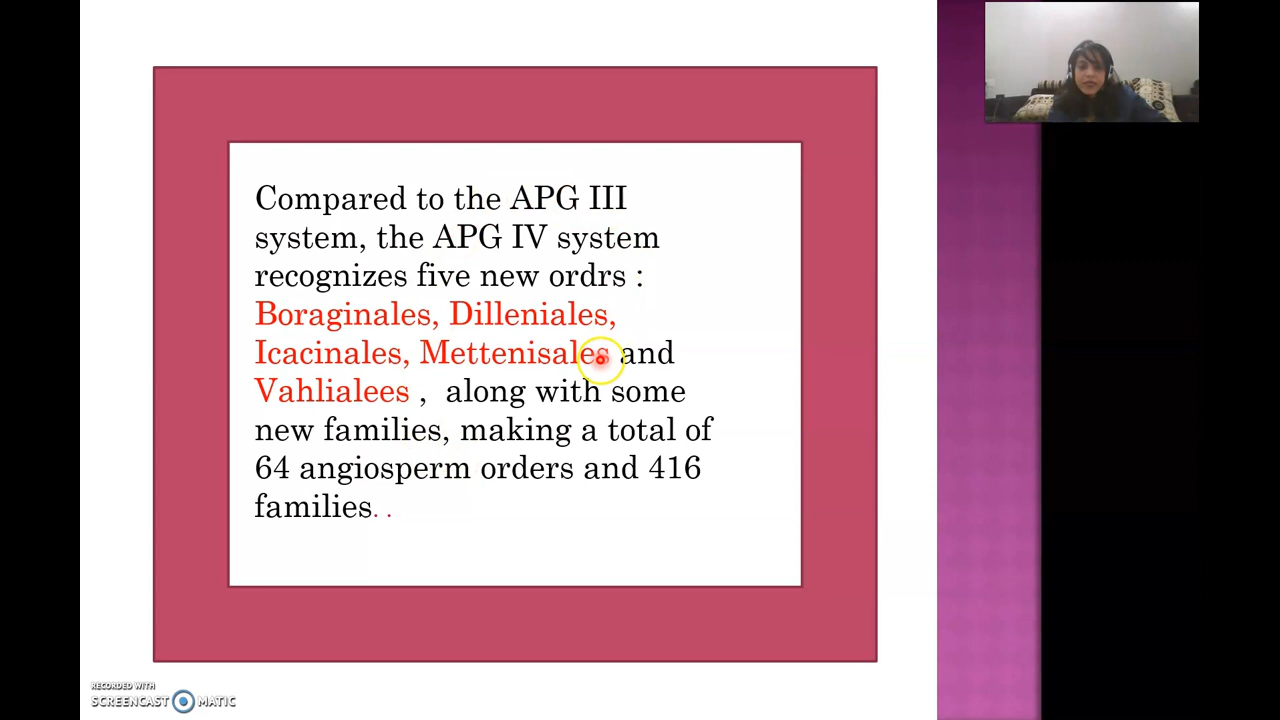 Compared to the APG III
system, the APG IV system
recognizes five new ordrs :
Boraginales, Dilleniales,
Icacinales, Mettenisales and
Vahlialees ,  along with some
new families, making a total of
64 angiosperm orders and 416
families. .
RECORDED WITH
SCREENCAST MATIC